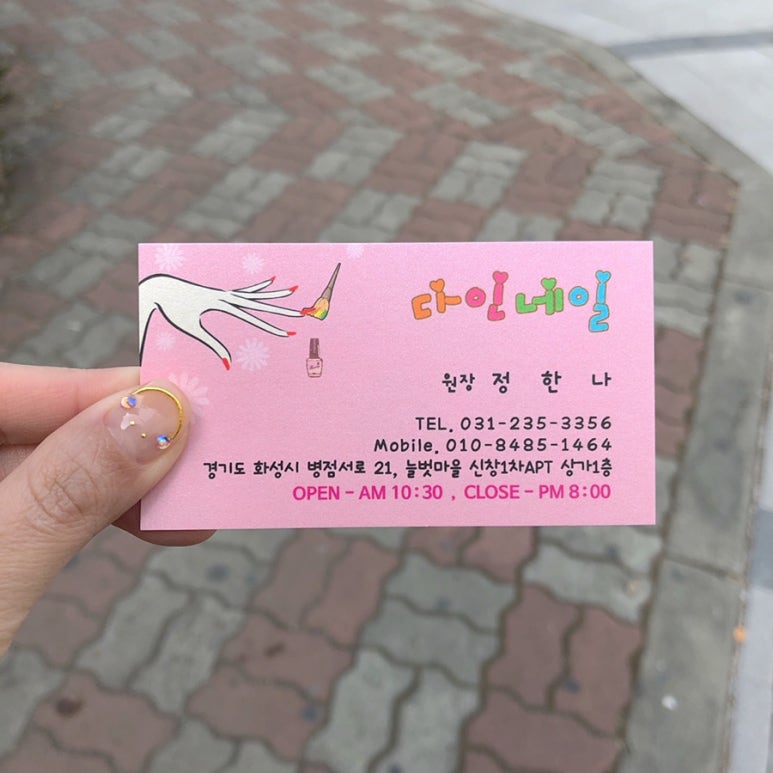 다인네일
원장 정 한 나
TEL. 031-235-3356
Mobile. 010-8485-1464
경기도 화성시 병점서로 21, 늘벗마을 신창1차APT 상가1층
OPEN - AM 10:30 , CLOSE - PM 8:00